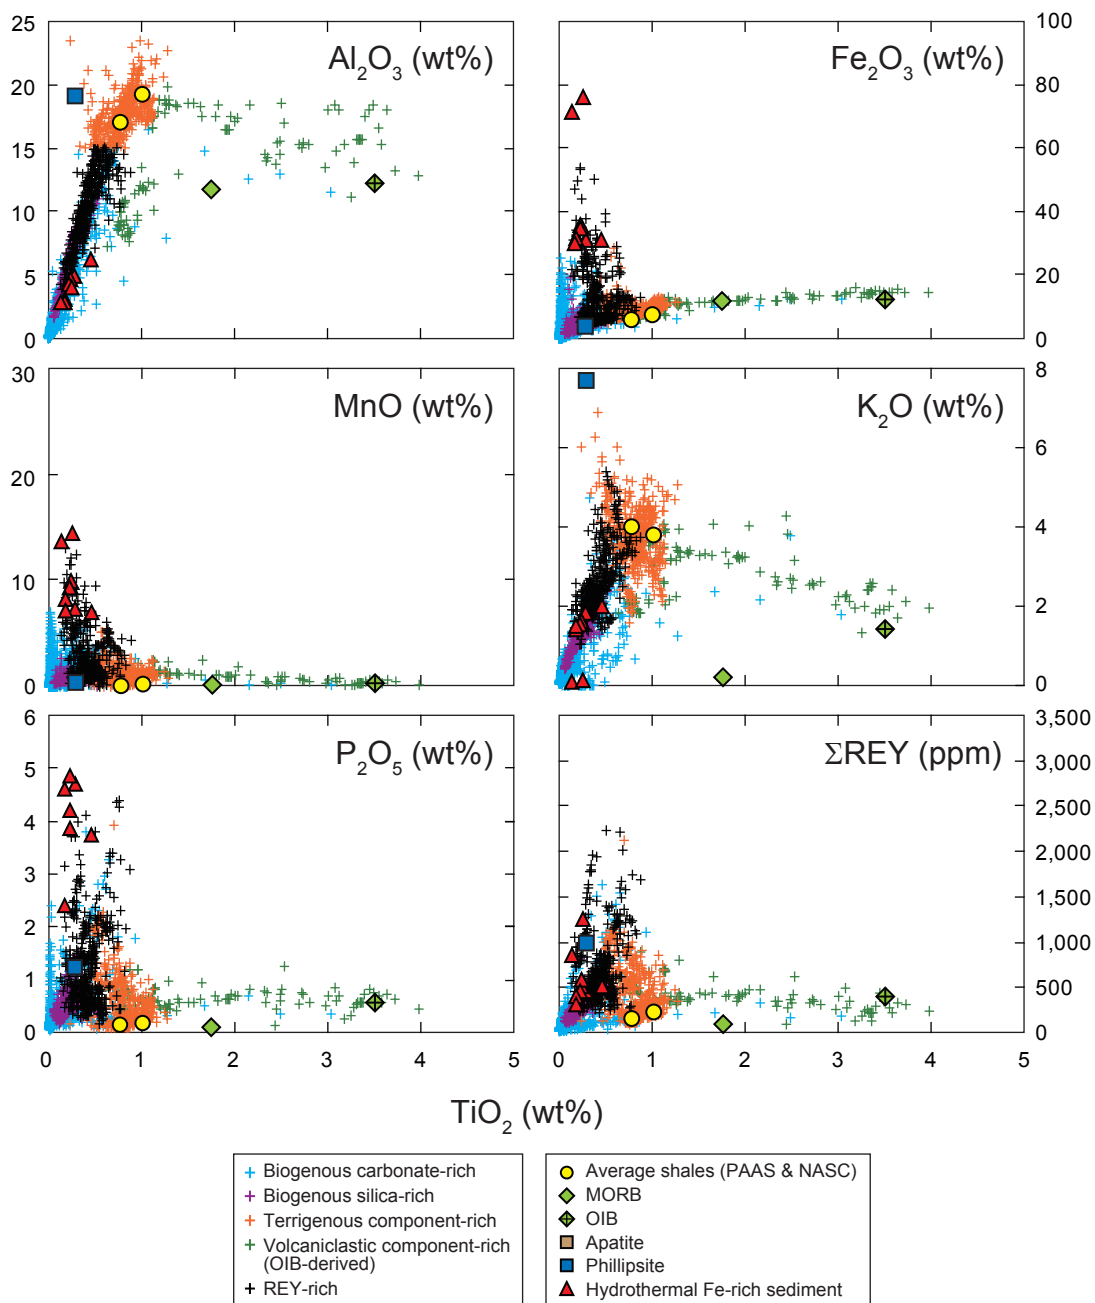 25
20
15
10
5
0
Al₂O₃ (wt%)
100
80
60
40
20
0
Fe₂O₃ (wt%)
30
20
10
0
MnO (wt%)
8
6
4
2
0
K₂O (wt%)
6
5
4
3
2
1
0
P₂O₅ (wt%)
0 1 2 3 4 5
3,500
3,000
2,500
2,000
1,500
1,000
500
0
ΣREY (ppm)
0 1 2 3 4 5
TiO₂ (wt%)
Biogenous carbonate-rich
Biogenous silica-rich
Terrigenous component-rich
Volcaniclastic component-rich
(OIB-derived)
REY-rich
Average shales (PAAS & NASC)
MORB
OIB
Apatite
Phillipsite
Hydrothermal Fe-rich sediment